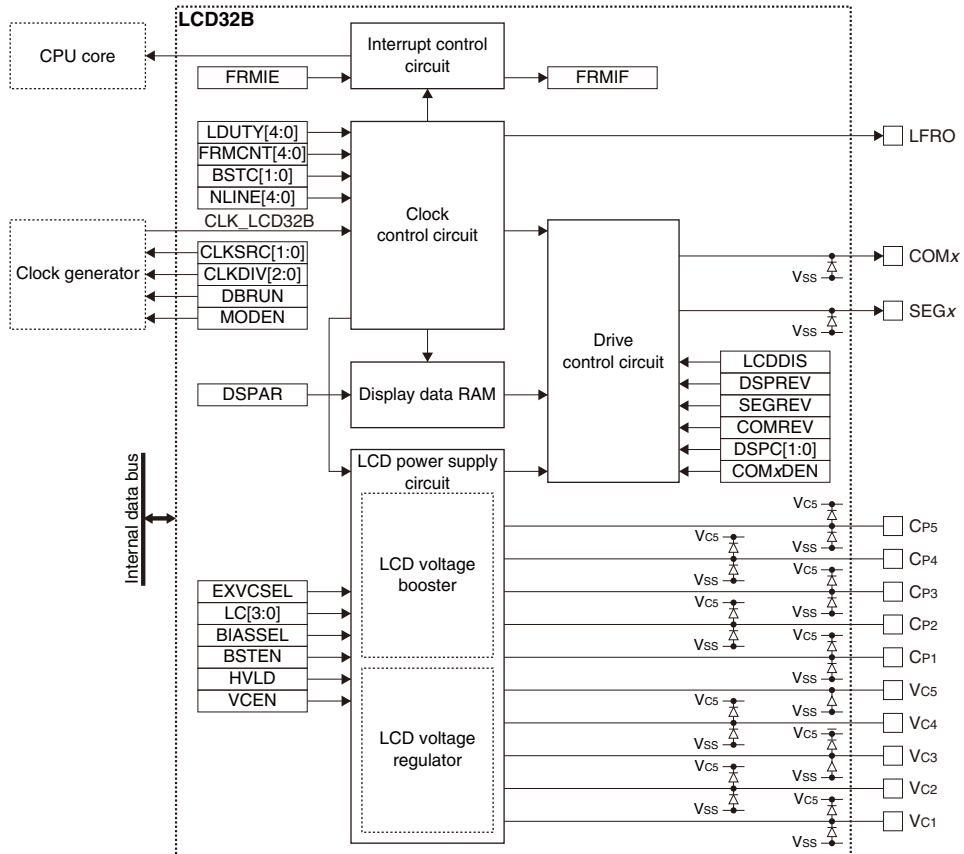 LCD32B
CPU core
Interrupt control
circuit
FRMIE
FRMIF
LDUTY[4:0]
FRMCNT[4:0]
BSTC[1:0]
NLINE[4:0]
CLK_LCD32B
Clock
control circuit
LFRO
Clock generator
CLKSRC[1:0]
CLKDIV[2:0]
DBRUN
MODEN
COMx
VSS
SEGx
VSS
Drive
control circuit
LCDDIS
DSPREV
SEGREV
COMREV
DSPC[1:0]
COMxDEN
DSPAR
Display data RAM
Internal data bus
LCD power supply
circuit
LCD voltage
booster
LCD voltage
regulator
EXVCSEL
LC[3:0]
BIASSEL
BSTEN
HVLD
VCEN
VC5
CP5
VC5
VSS
CP4
VC5
VSS
CP3
VC5
VSS
CP2
VC5
VSS
CP1
VSS
VC5
VSS
VC5
VC4
VC5
VSS
VC3
VC5
VSS
VC2
VC5
VSS
VC1
VSS